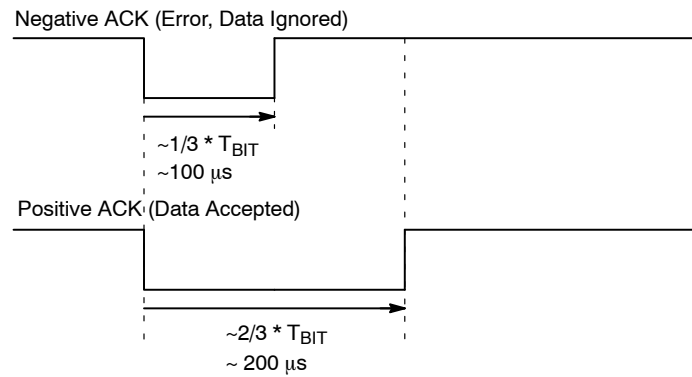 Negative ACK (Error, Data Ignored)
~1/3 * TBIT
~100 μs
Positive ACK (Data Accepted)
~2/3 * TBIT
~ 200 μs